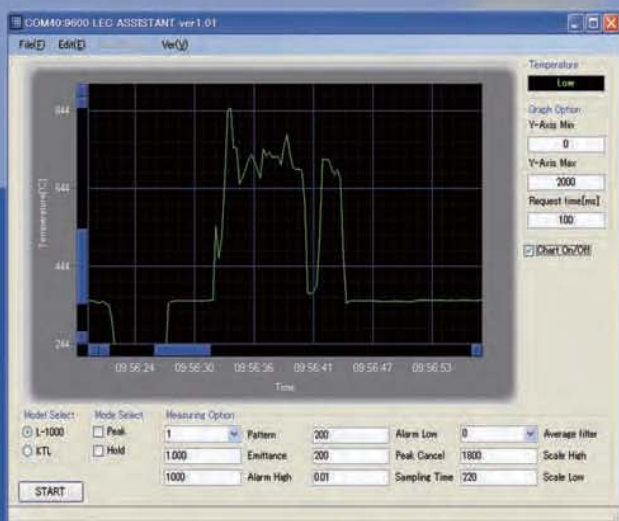 COM40:9600 LEC ASSISTANT ver1.01
File(F) Edit(E) Ver(V)
Temperature
Low
Graph Option
Y-Axis Min
0
Y-Axis Max
2000
Request time[ms]
100
Chart On/Off
Temperature[℃]
844
644
444
244
09:56:24 09:56:30 09:56:36 09:56:41 09:56:47 09:56:53
Time
Model Select Mode Select Measuring Option
L-1000 Peak 1 Pattern 200 Alarm Low 0 Average filter
KTL Hold 1.000 Emittance 200 Peak Cancel 1800 Scale High
1000 Alarm High 0.01 Sampling Time 220 Scale Low
START